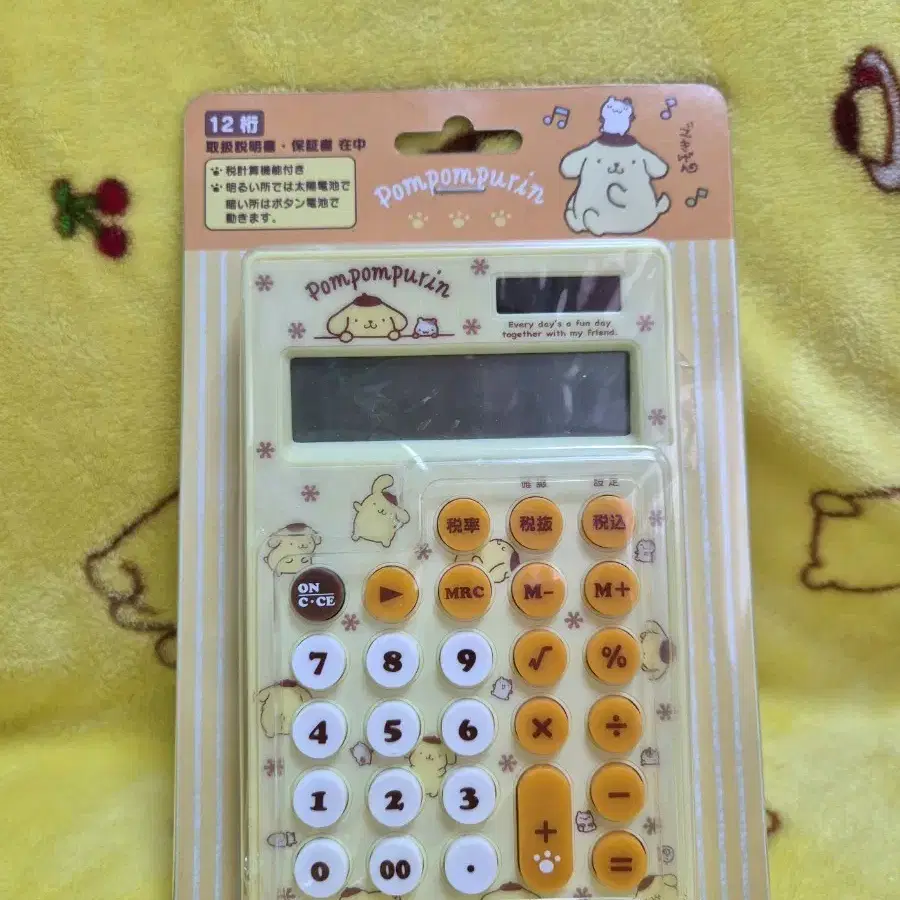 12桁
取扱説明書・保証書 在中
税計算機能付き
明るい所では太陽電池で
暗い所はボタン電池で
動きます。
Pompompurin
Pompompurin
Every day's a fun day
together with my friend.
設定
税率 税抜 税込
ON
C・CE ▶ MRC M- M+
7 8 9 √ %
4 5 6 × ÷
1 2 3 + −
0 00 . =